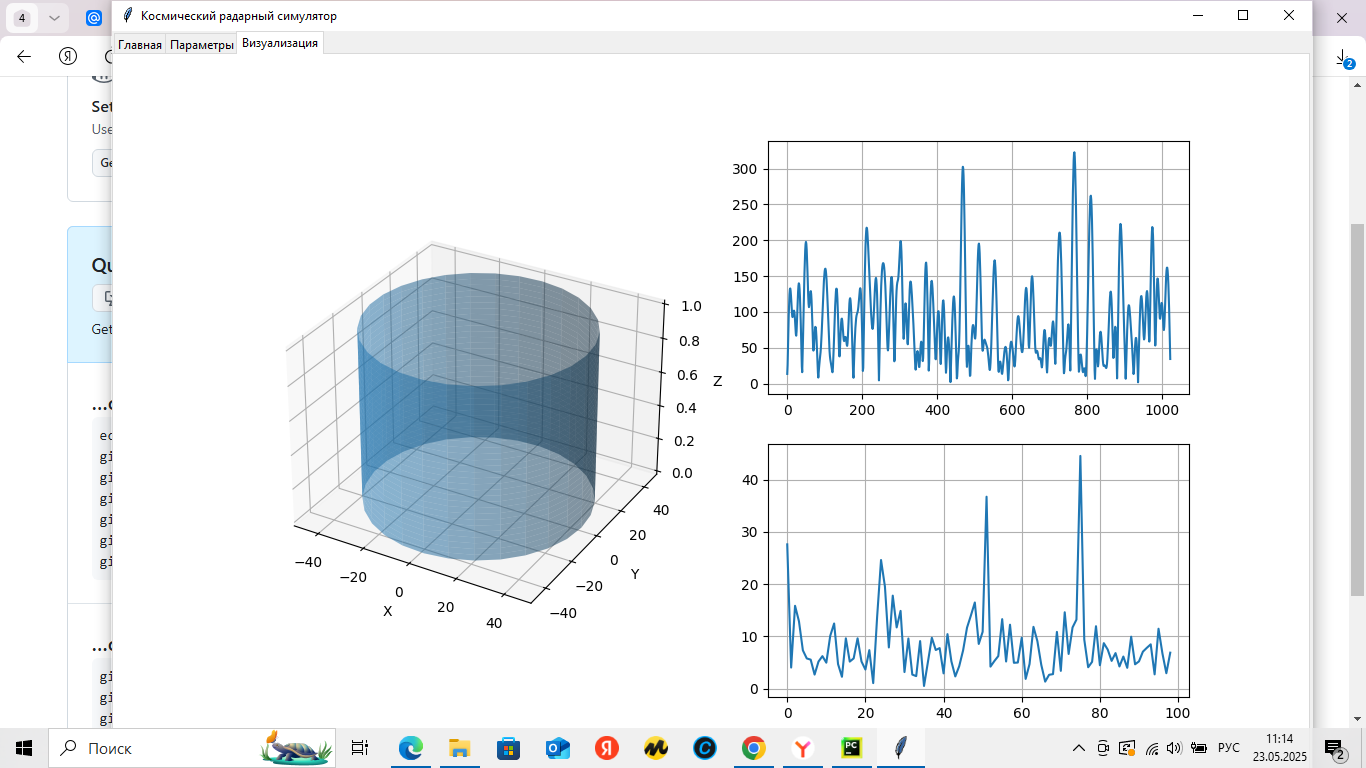 4
Космический радарный симулятор
Главная Параметры Визуализация
2
Set
Use
Ge
Qu
Get
...o
ec
gi
gi
gi
gi
gi
gi
...o
gi
gi
gi
1.0
0.8
0.6
0.4
0.2
0.0
Z
−40
−20
0
20
40
X
−40
−20
0
20
40
Y
300
250
200
150
100
50
0
0 200 400 600 800 1000
40
30
20
10
0
0 20 40 60 80 100
Поиск
РУС
11:14
23.05.2025
2